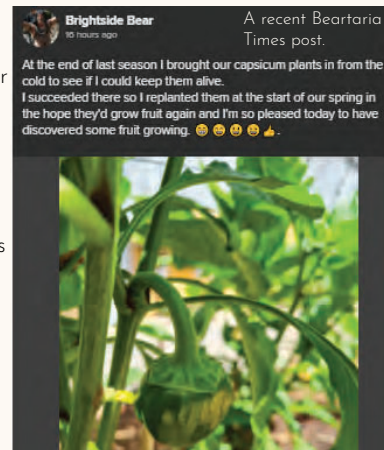 Brightside Bear
16 hours ago
A recent Beartaria
Times post.
At the end of last season I brought our capsicum plants in from the
cold to see if I could keep them alive.
I succeeded there so I replanted them at the start of our spring in
the hope they'd grow fruit again and I'm so pleased today to have
discovered some fruit growing. 😁😄😃😄👍.
r
s